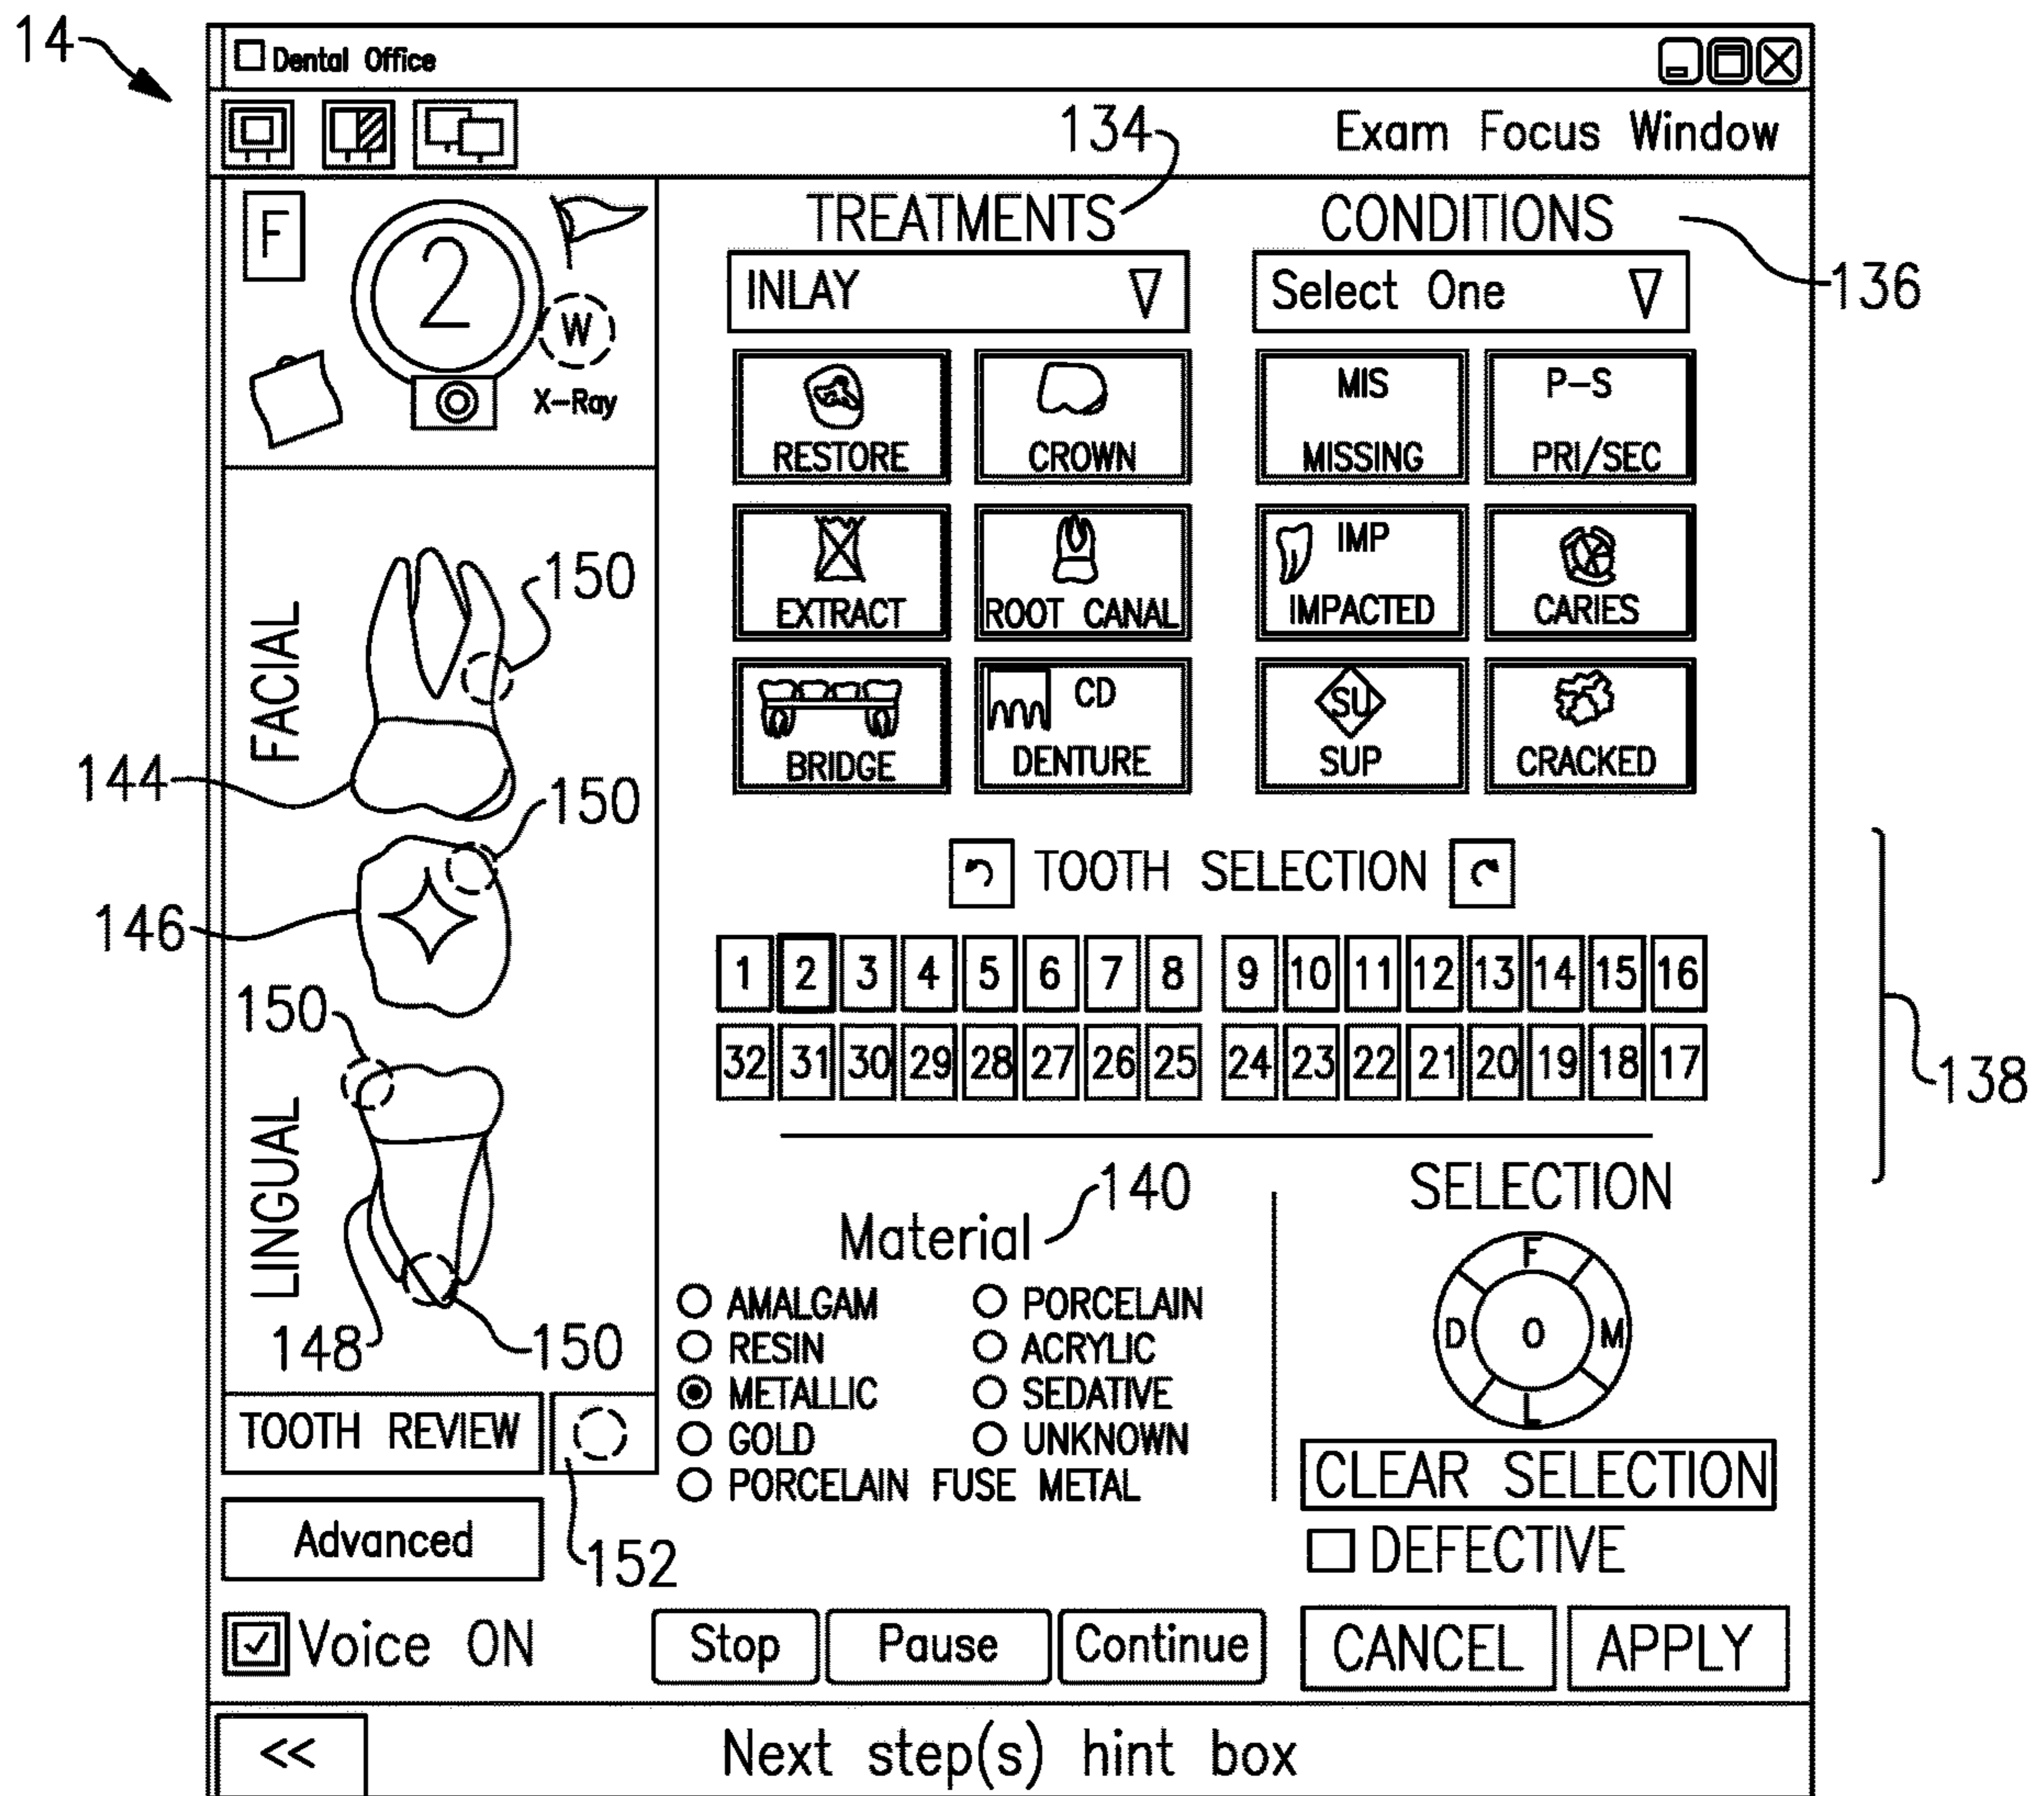 14
Dental Office
134
Exam Focus Window
F
2
W
X-Ray
TREATMENTS
CONDITIONS
136
INLAY
Select One
RESTORE
CROWN
MIS
MISSING
P-S
PRI/SEC
EXTRACT
ROOT CANAL
IMP
IMPACTED
CARIES
BRIDGE
CD
DENTURE
SU
SUP
CRACKED
FACIAL
150
144
150
146
150
LINGUAL
148
150
TOOTH SELECTION
1 2 3 4 5 6 7 8 9 10 11 12 13 14 15 16
32 31 30 29 28 27 26 25 24 23 22 21 20 19 18 17
138
140
Material
AMALGAM
PORCELAIN
RESIN
ACRYLIC
METALLIC
SEDATIVE
GOLD
UNKNOWN
PORCELAIN FUSE METAL
SELECTION
F
D O M
L
CLEAR SELECTION
DEFECTIVE
TOOTH REVIEW
152
Advanced
Voice ON
Stop
Pause
Continue
CANCEL
APPLY
<<
Next step(s) hint box